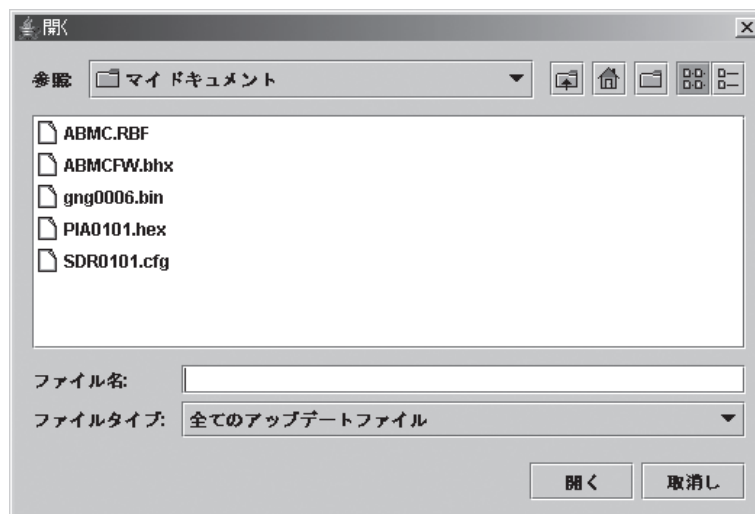 開く
参照: マイ ドキュメント
ABMC.RBF
ABMCFW.bhx
gng0006.bin
PIA0101.hex
SDR0101.cfg
ファイル名:
ファイルタイプ: 全てのアップデートファイル
開く 取消し